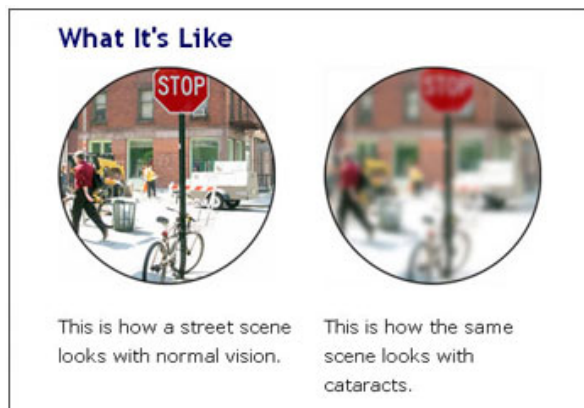 What It's Like
STOP
STOP
This is how a street scene
looks with normal vision.
This is how the same
scene looks with
cataracts.